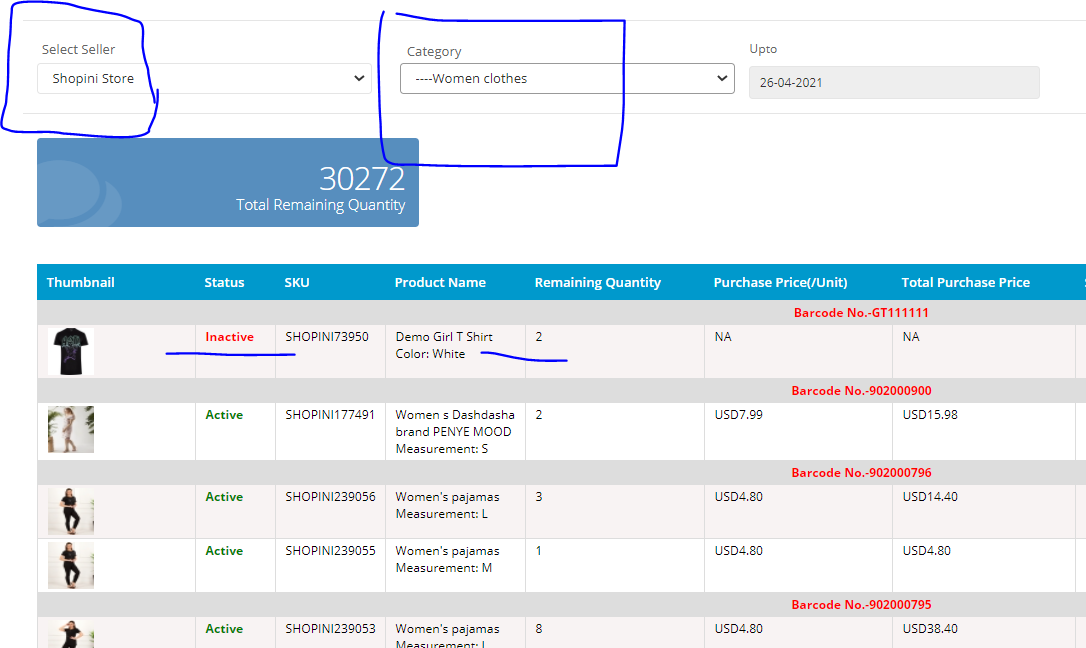 Select Seller
Category
Upto
Shopini Store
----Women clothes
26-04-2021
30272
Total Remaining Quantity
Thumbnail Status SKU Product Name Remaining Quantity Purchase Price(/Unit) Total Purchase Price
Barcode No.-GT111111
Inactive SHOPINI73950 Demo Girl T Shirt 2 NA NA
Color: White
Barcode No.-902000900
Active SHOPINI177491 Women s Dashdasha 2 USD7.99 USD15.98
brand PENYE MOOD
Measurement: S
Barcode No.-902000796
Active SHOPINI239056 Women's pajamas 3 USD4.80 USD14.40
Measurement: L
Active SHOPINI239055 Women's pajamas 1 USD4.80 USD4.80
Measurement: M
Barcode No.-902000795
Active SHOPINI239053 Women's pajamas 8 USD4.80 USD38.40
Measurement: